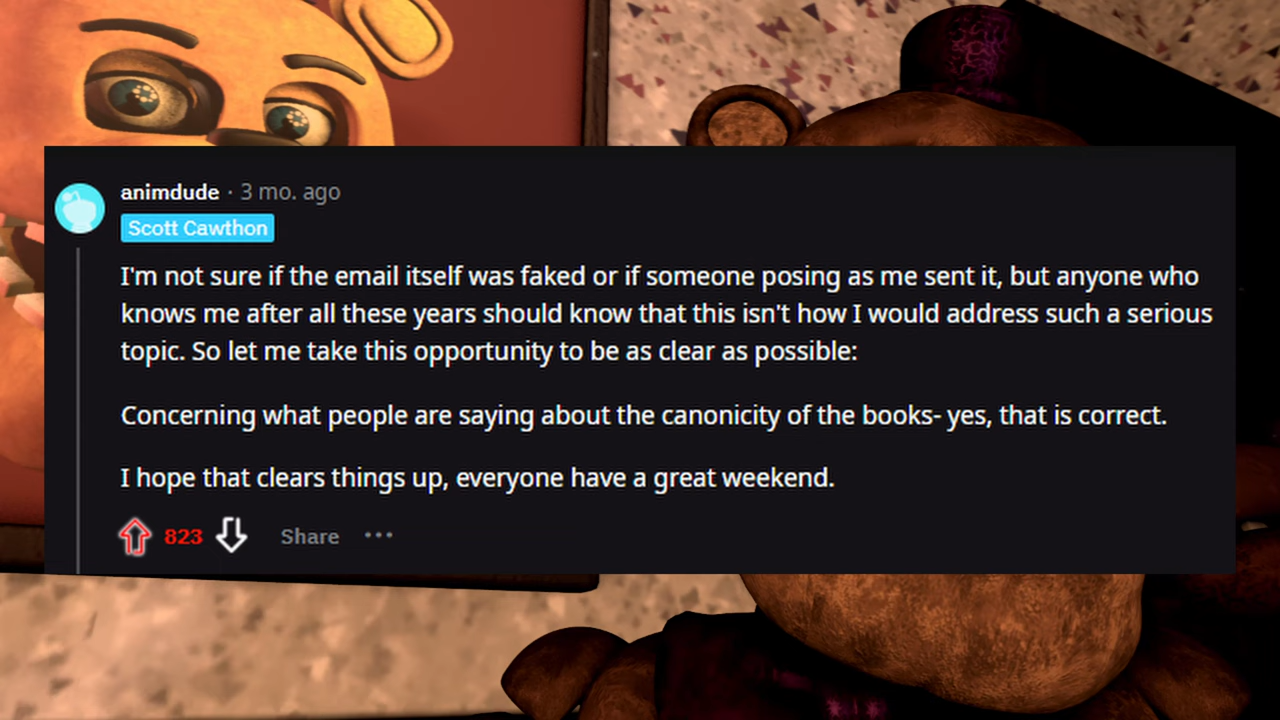 animdude · 3 mo. ago
Scott Cawthon
I'm not sure if the email itself was faked or if someone posing as me sent it, but anyone who
knows me after all these years should know that this isn't how I would address such a serious
topic. So let me take this opportunity to be as clear as possible:
Concerning what people are saying about the canonicity of the books- yes, that is correct.
I hope that clears things up, everyone have a great weekend.
823 Share ···